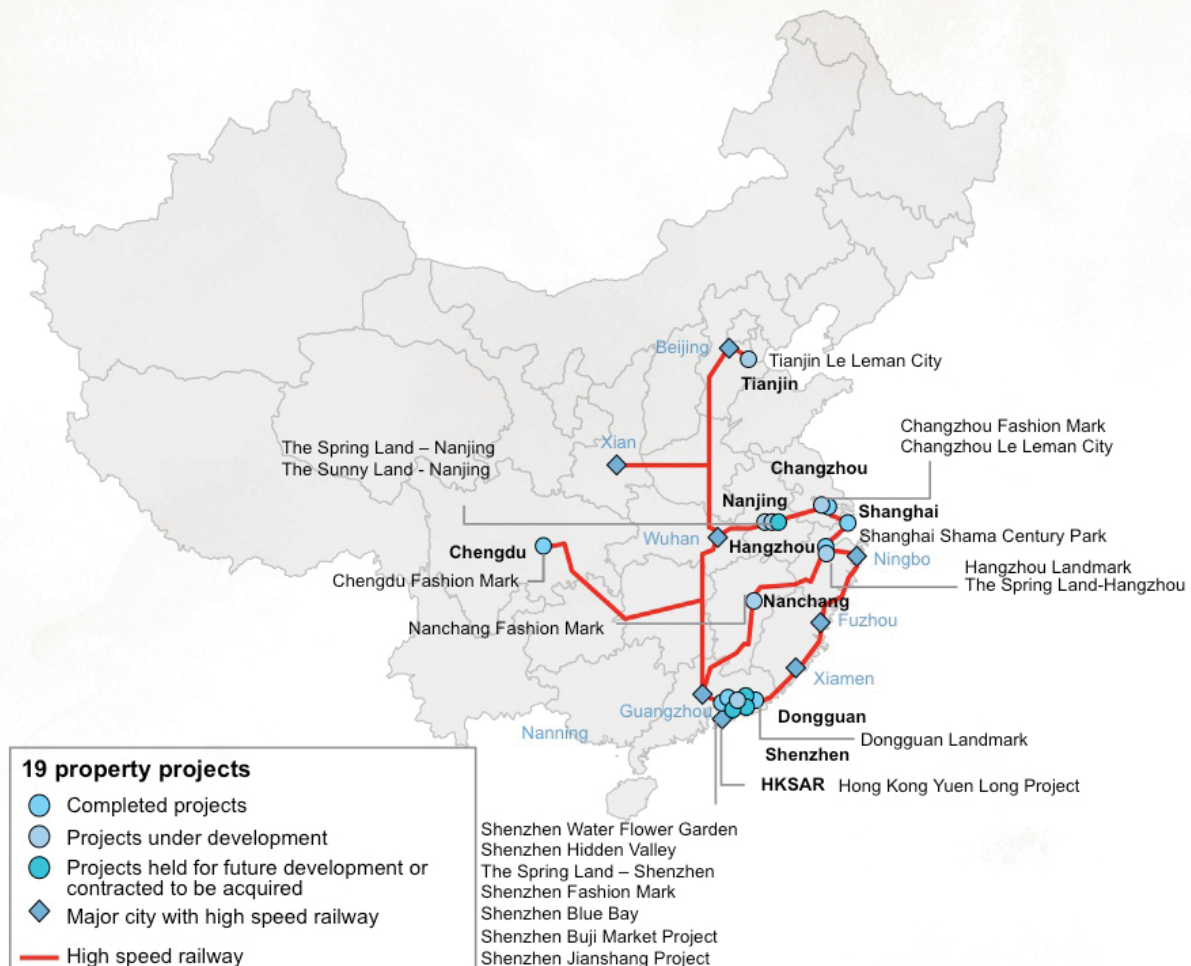 Beijing
Tianjin Le Leman City
Tianjin
Changzhou Fashion Mark
Changzhou Le Leman City
Xian
The Spring Land – Nanjing
The Sunny Land - Nanjing
Changzhou
Nanjing
Shanghai
Shanghai Shama Century Park
Wuhan
Hangzhou
Ningbo
Chengdu
Hangzhou Landmark
The Spring Land-Hangzhou
Chengdu Fashion Mark
Nanchang
Nanchang Fashion Mark
Fuzhou
Xiamen
Guangzhou
Dongguan
Nanning
Dongguan Landmark
Shenzhen
HKSAR Hong Kong Yuen Long Project
19 property projects
Completed projects
Projects under development
Projects held for future development or
contracted to be acquired
Major city with high speed railway
High speed railway
Shenzhen Water Flower Garden
Shenzhen Hidden Valley
The Spring Land – Shenzhen
Shenzhen Fashion Mark
Shenzhen Blue Bay
Shenzhen Buji Market Project
Shenzhen Jianshang Project